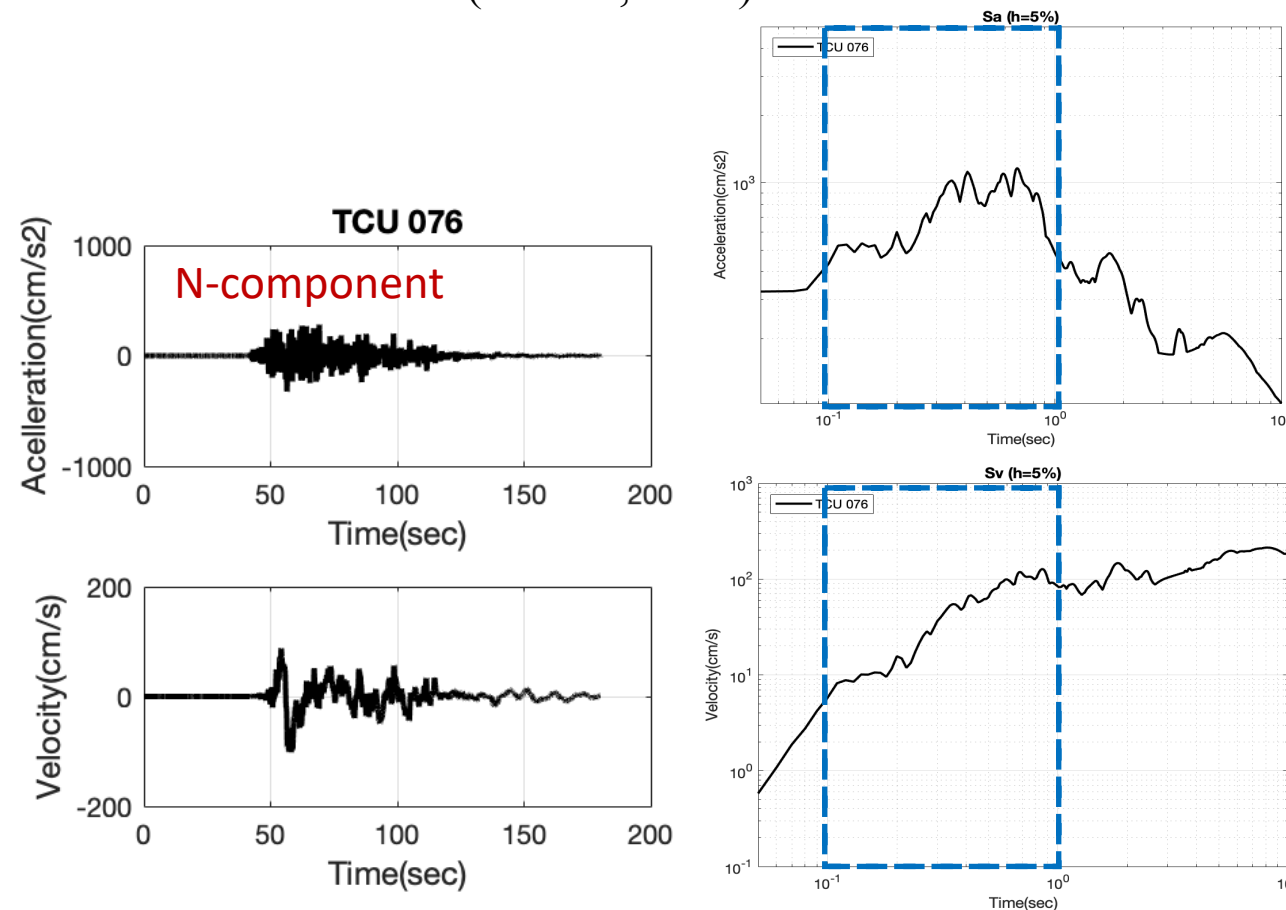 TCU 076
N-component
1000
0
-1000
0 50 100 150 200
Acelleration(cm/s2)
Time(sec)
200
0
-200
0 50 100 150 200
Velocity(cm/s)
Time(sec)
Sa (h=5%)
TCU 076
10³
10⁻¹ 10⁰ 10
Acceleration(cm/s2)
Time(sec)
Sv (h=5%)
TCU 076
10³
10²
10¹
10⁰
10⁻¹
10⁻¹ 10⁰ 10
Velocity(cm/s)
Time(sec)